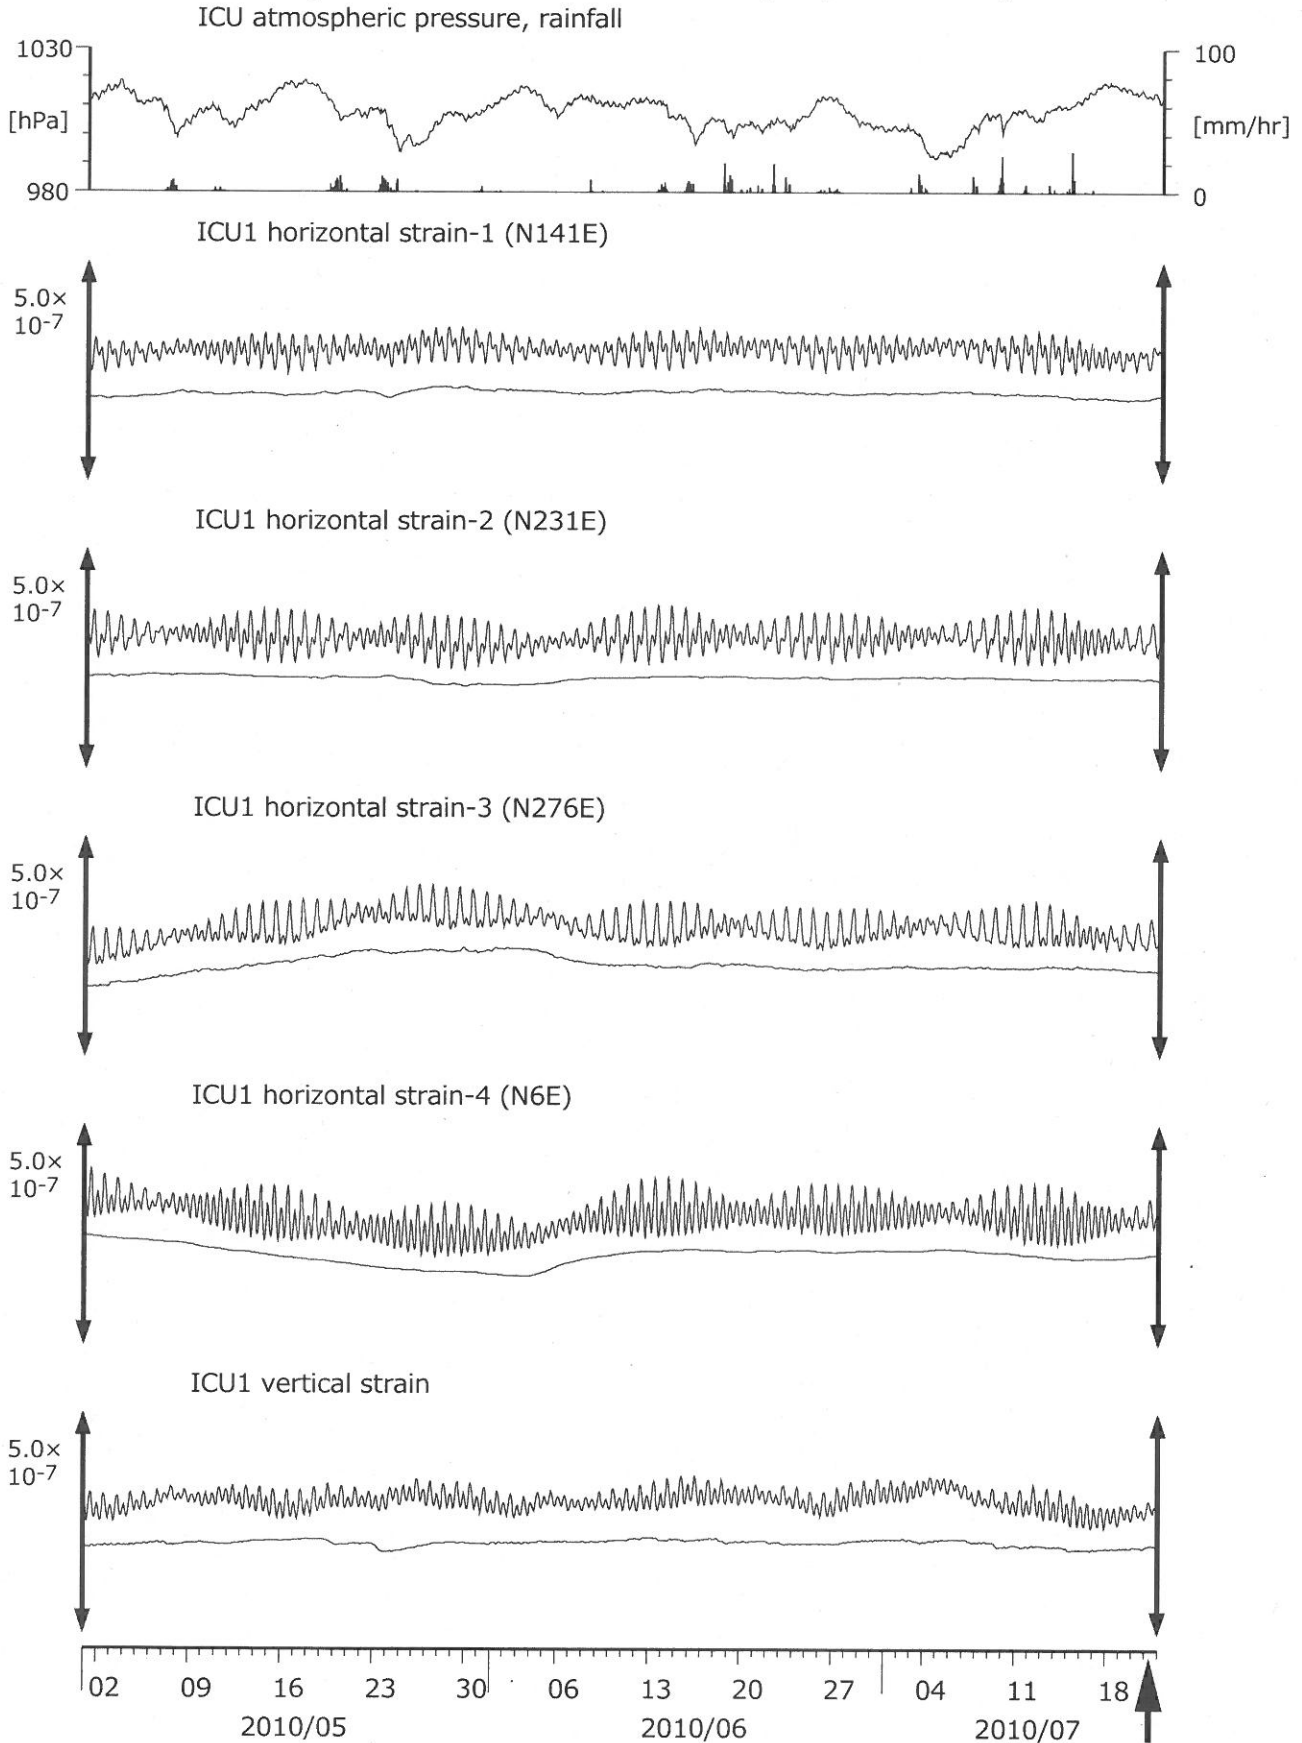 ICU atmospheric pressure, rainfall
1030
100
[hPa]
[mm/hr]
980
0
ICU1 horizontal strain-1 (N141E)
5.0×
10-7
ICU1 horizontal strain-2 (N231E)
5.0×
10-7
ICU1 horizontal strain-3 (N276E)
5.0×
10-7
ICU1 horizontal strain-4 (N6E)
5.0×
10-7
ICU1 vertical strain
5.0×
10-7
02 09 16 23 30 06 13 20 27 04 11 18
2010/05 2010/06 2010/07